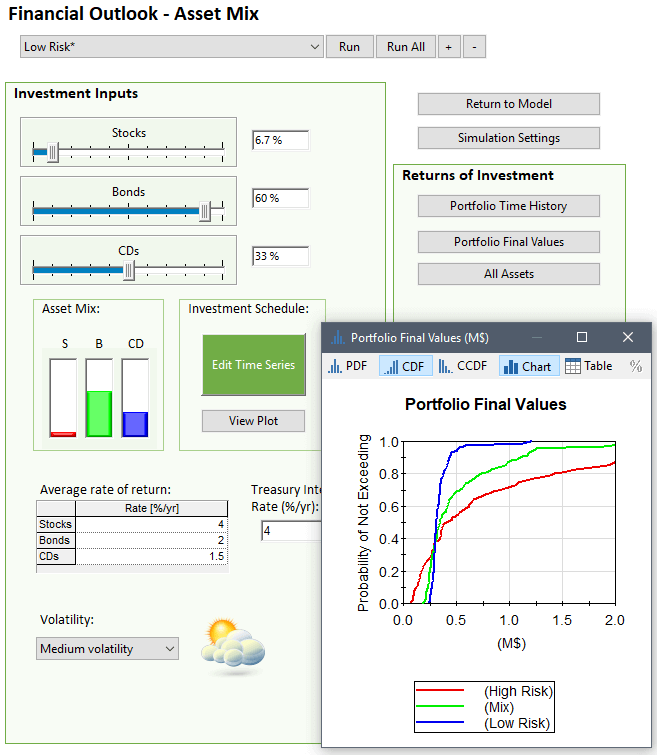 Financial Outlook - Asset Mix
Low Risk*
Run
Run All
+
-
Investment Inputs
Stocks
6.7 %
Bonds
60 %
CDs
33 %
Asset Mix:
S B CD
Investment Schedule:
Edit Time Series
View Plot
Average rate of return:
Rate [%/yr]
Stocks 4
Bonds 2
CDs 1.5
Treasury Int
Rate (%/yr):
4
Volatility:
Medium volatility
Return to Model
Simulation Settings
Returns of Investment
Portfolio Time History
Portfolio Final Values
All Assets
Portfolio Final Values (M$)
PDF CDF CCDF Chart Table %
Portfolio Final Values
Probability of Not Exceeding
1.0
0.8
0.6
0.4
0.2
0.0
0.0 0.5 1.0 1.5 2.0
(M$)
(High Risk)
(Mix)
(Low Risk)